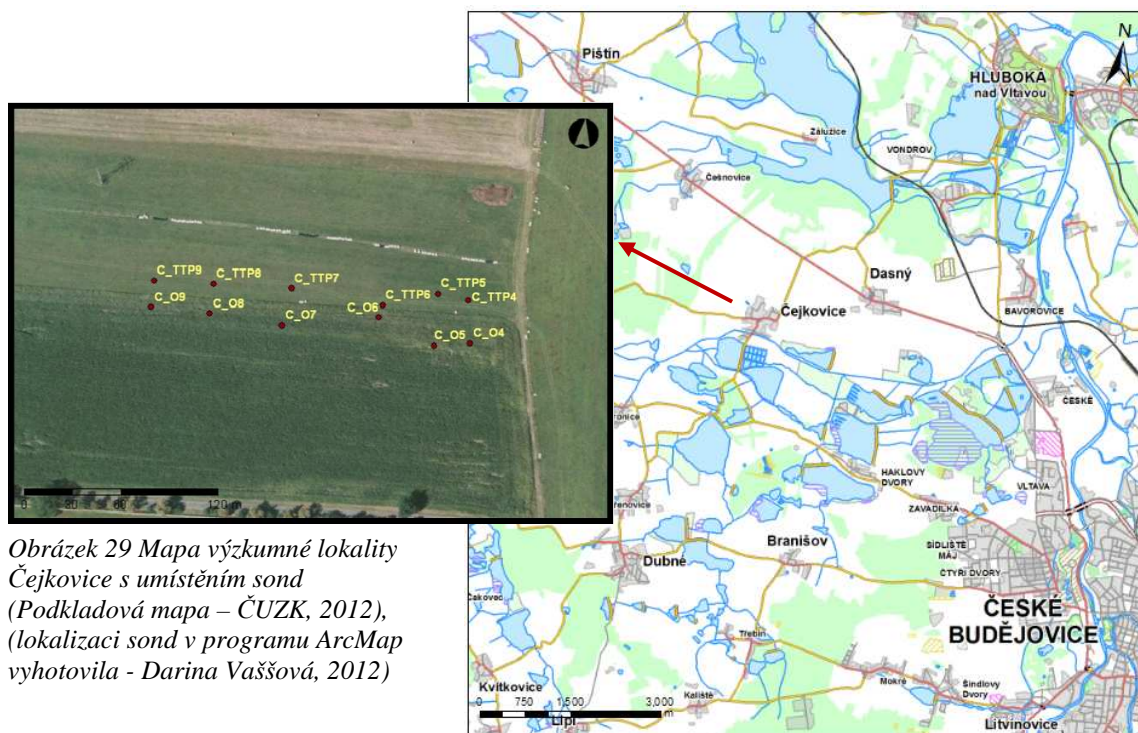 Pištín
HLUBOKÁ
nad Vltavou
N
Zálužice
VONDROV
Češnovice
Dasný
Čejkovice
BAVOROVICE
ČESKÉ
HAKLOVY
DVORY
VLTAVA
ZAVADILKA
Branišov
SÍDLIŠTĚ
MÁJ
ČTYŘI DVORY
Dubné
ČESKÉ
BUDĚJOVICE
Třebín
Mokré
Šindlovy
Dvory
Kvítkovice
Kaliště
Litvínovice
Lipí
0 750 1,500 3,000
m
C_TTP9
C_TTP8
C_TTP7
C_TTP5
C_TTP6
C_TTP4
C_O9
C_O8
C_O6
C_O7
C_O5
C_O4
0 30 60 120 m
Obrázek 29 Mapa výzkumné lokality
Čejkovice s umístěním sond
(Podkladová mapa – ČUZK, 2012),
(lokalizaci sond v programu ArcMap
vyhotovila - Darina Vaššová, 2012)